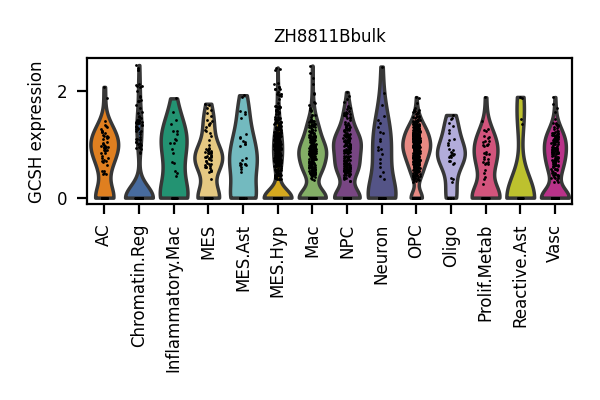 ZH8811Bbulk
GCSH expression
2
0
AC
Chromatin.Reg
Inflammatory.Mac
MES
MES.Ast
MES.Hyp
Mac
NPC
Neuron
OPC
Oligo
Prolif.Metab
Reactive.Ast
Vasc